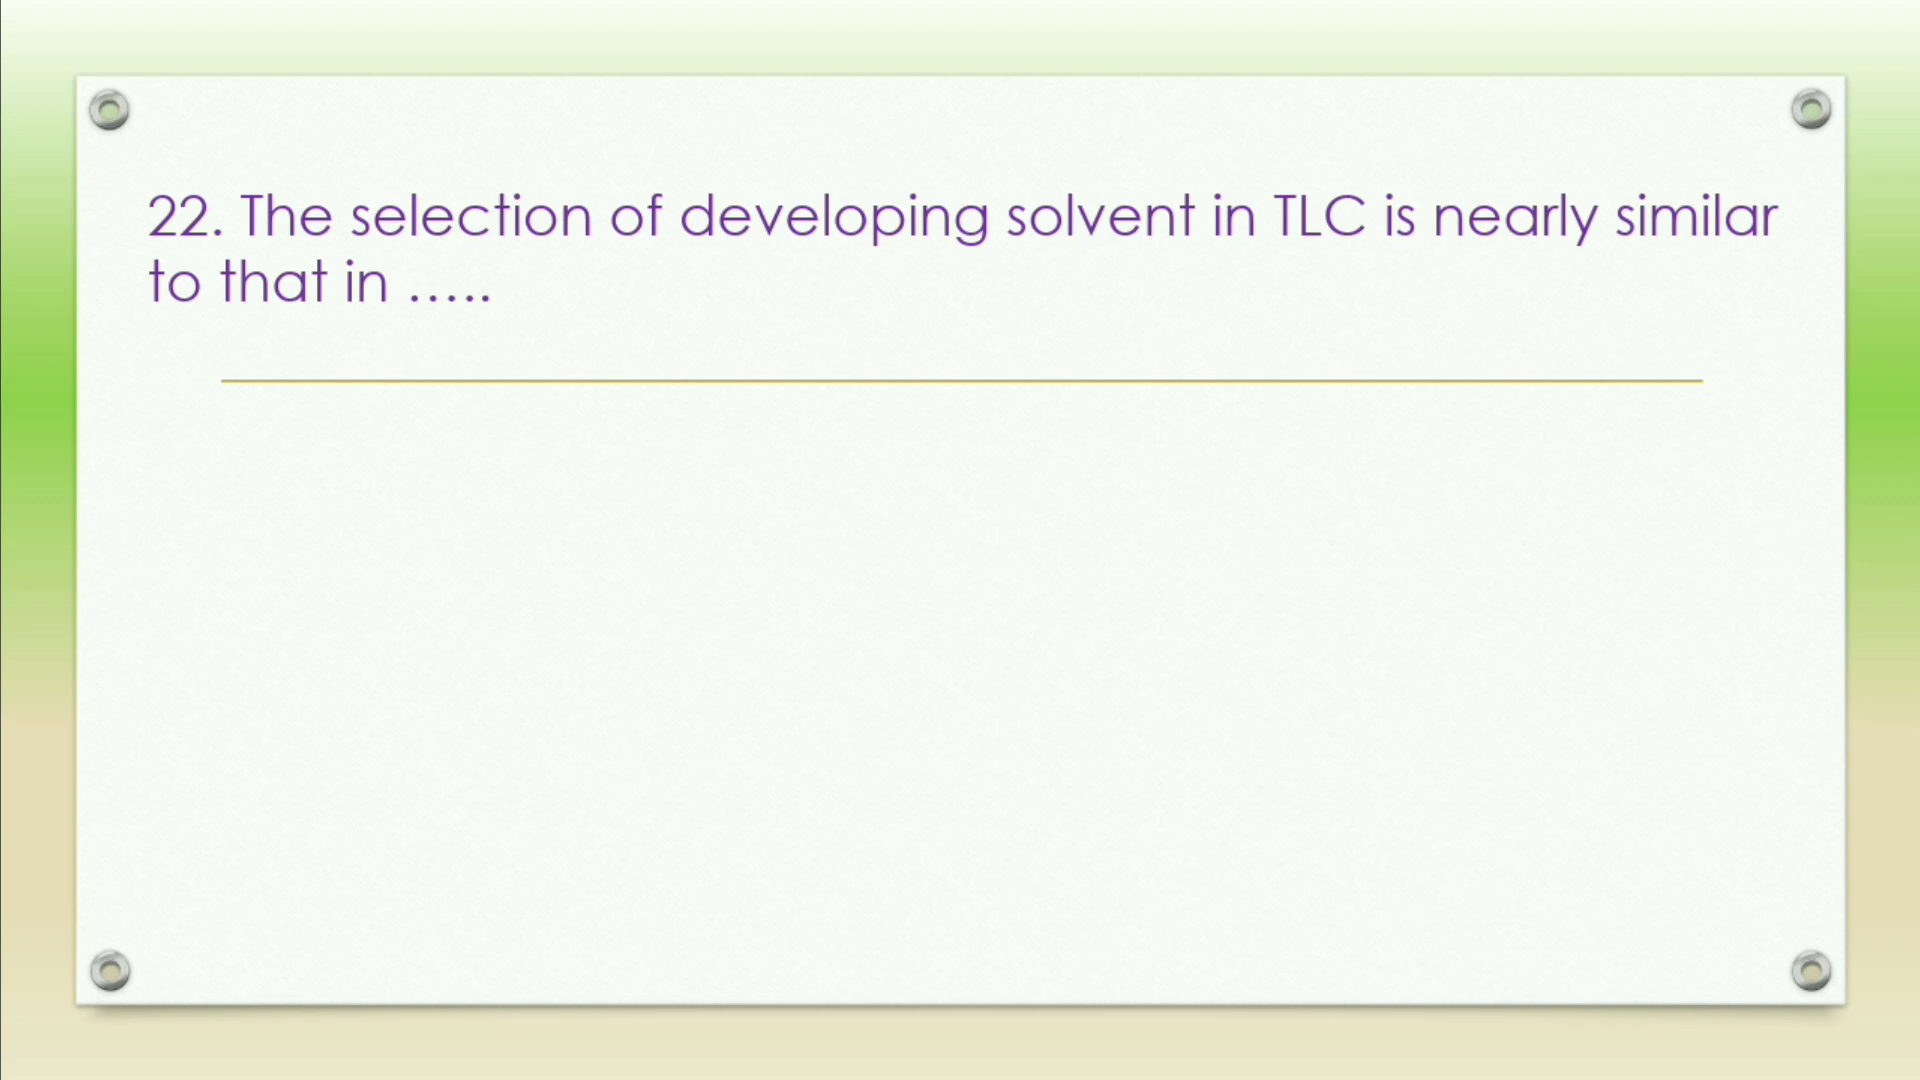 22. The selection of developing solvent in TLC is nearly similar
to that in …..